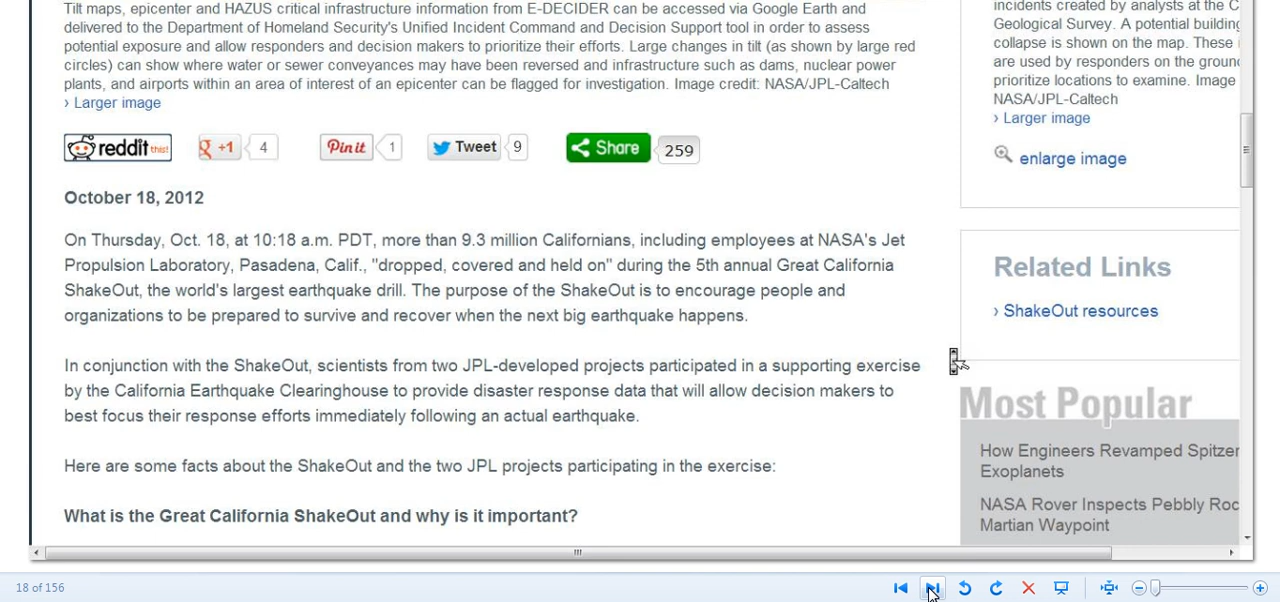 Tilt maps, epicenter and HAZUS critical infrastructure information from E-DECIDER can be accessed via Google Earth and
delivered to the Department of Homeland Security's Unified Incident Command and Decision Support tool in order to assess
potential exposure and allow responders and decision makers to prioritize their efforts. Large changes in tilt (as shown by large red
circles) can show where water or sewer conveyances may have been reversed and infrastructure such as dams, nuclear power
plants, and airports within an area of interest of an epicenter can be flagged for investigation. Image credit: NASA/JPL-Caltech
› Larger image
reddit this!
g +1 4
Pin it 1
Tweet 9
Share 259
October 18, 2012
On Thursday, Oct. 18, at 10:18 a.m. PDT, more than 9.3 million Californians, including employees at NASA's Jet
Propulsion Laboratory, Pasadena, Calif., "dropped, covered and held on" during the 5th annual Great California
ShakeOut, the world's largest earthquake drill. The purpose of the ShakeOut is to encourage people and
organizations to be prepared to survive and recover when the next big earthquake happens.
In conjunction with the ShakeOut, scientists from two JPL-developed projects participated in a supporting exercise
by the California Earthquake Clearinghouse to provide disaster response data that will allow decision makers to
best focus their response efforts immediately following an actual earthquake.
Here are some facts about the ShakeOut and the two JPL projects participating in the exercise:
What is the Great California ShakeOut and why is it important?
incidents created by analysts at the C
Geological Survey. A potential building
collapse is shown on the map. These
are used by responders on the ground
prioritize locations to examine. Image
NASA/JPL-Caltech
› Larger image
enlarge image
Related Links
› ShakeOut resources
Most Popular
How Engineers Revamped Spitzer
Exoplanets
NASA Rover Inspects Pebbly Roc
Martian Waypoint
18 of 156